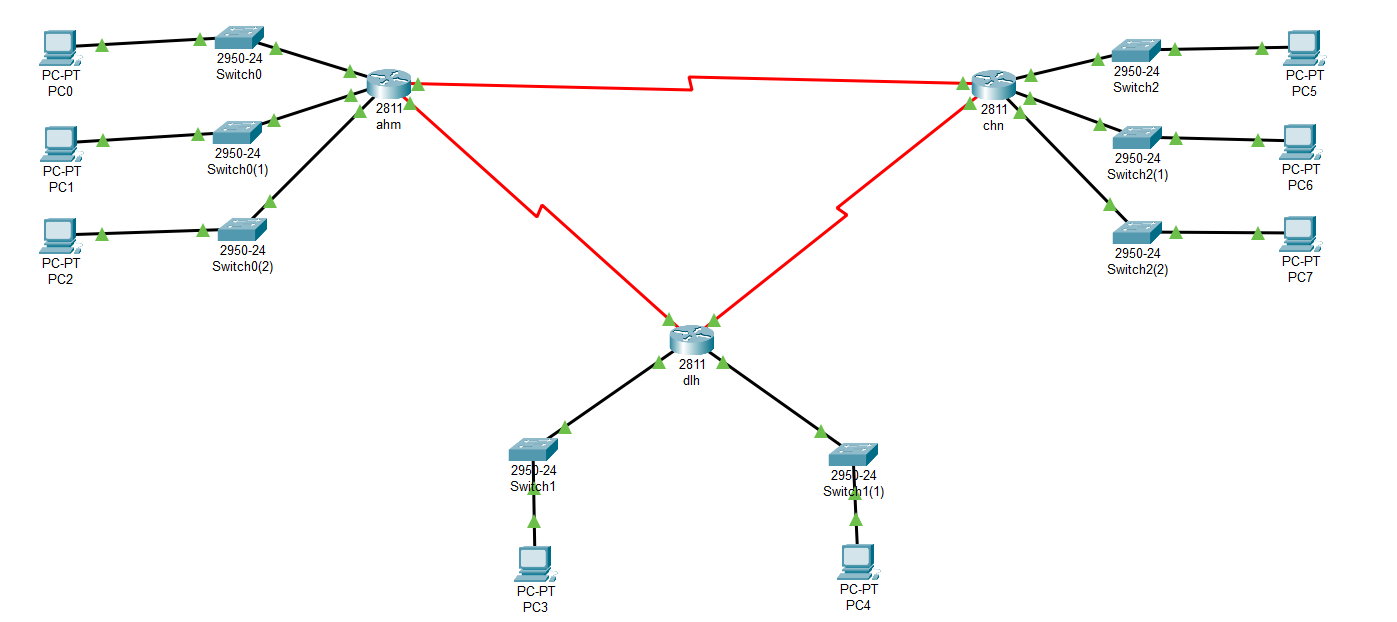 PC-PT
PC0
2950-24
Switch0
2811
ahm
PC-PT
PC1
2950-24
Switch0(1)
PC-PT
PC2
2950-24
Switch0(2)
2811
chn
2950-24
Switch2
PC-PT
PC5
2950-24
Switch2(1)
PC-PT
PC6
2950-24
Switch2(2)
PC-PT
PC7
2811
dlh
2950-24
Switch1
2950-24
Switch1(1)
PC-PT
PC3
PC-PT
PC4